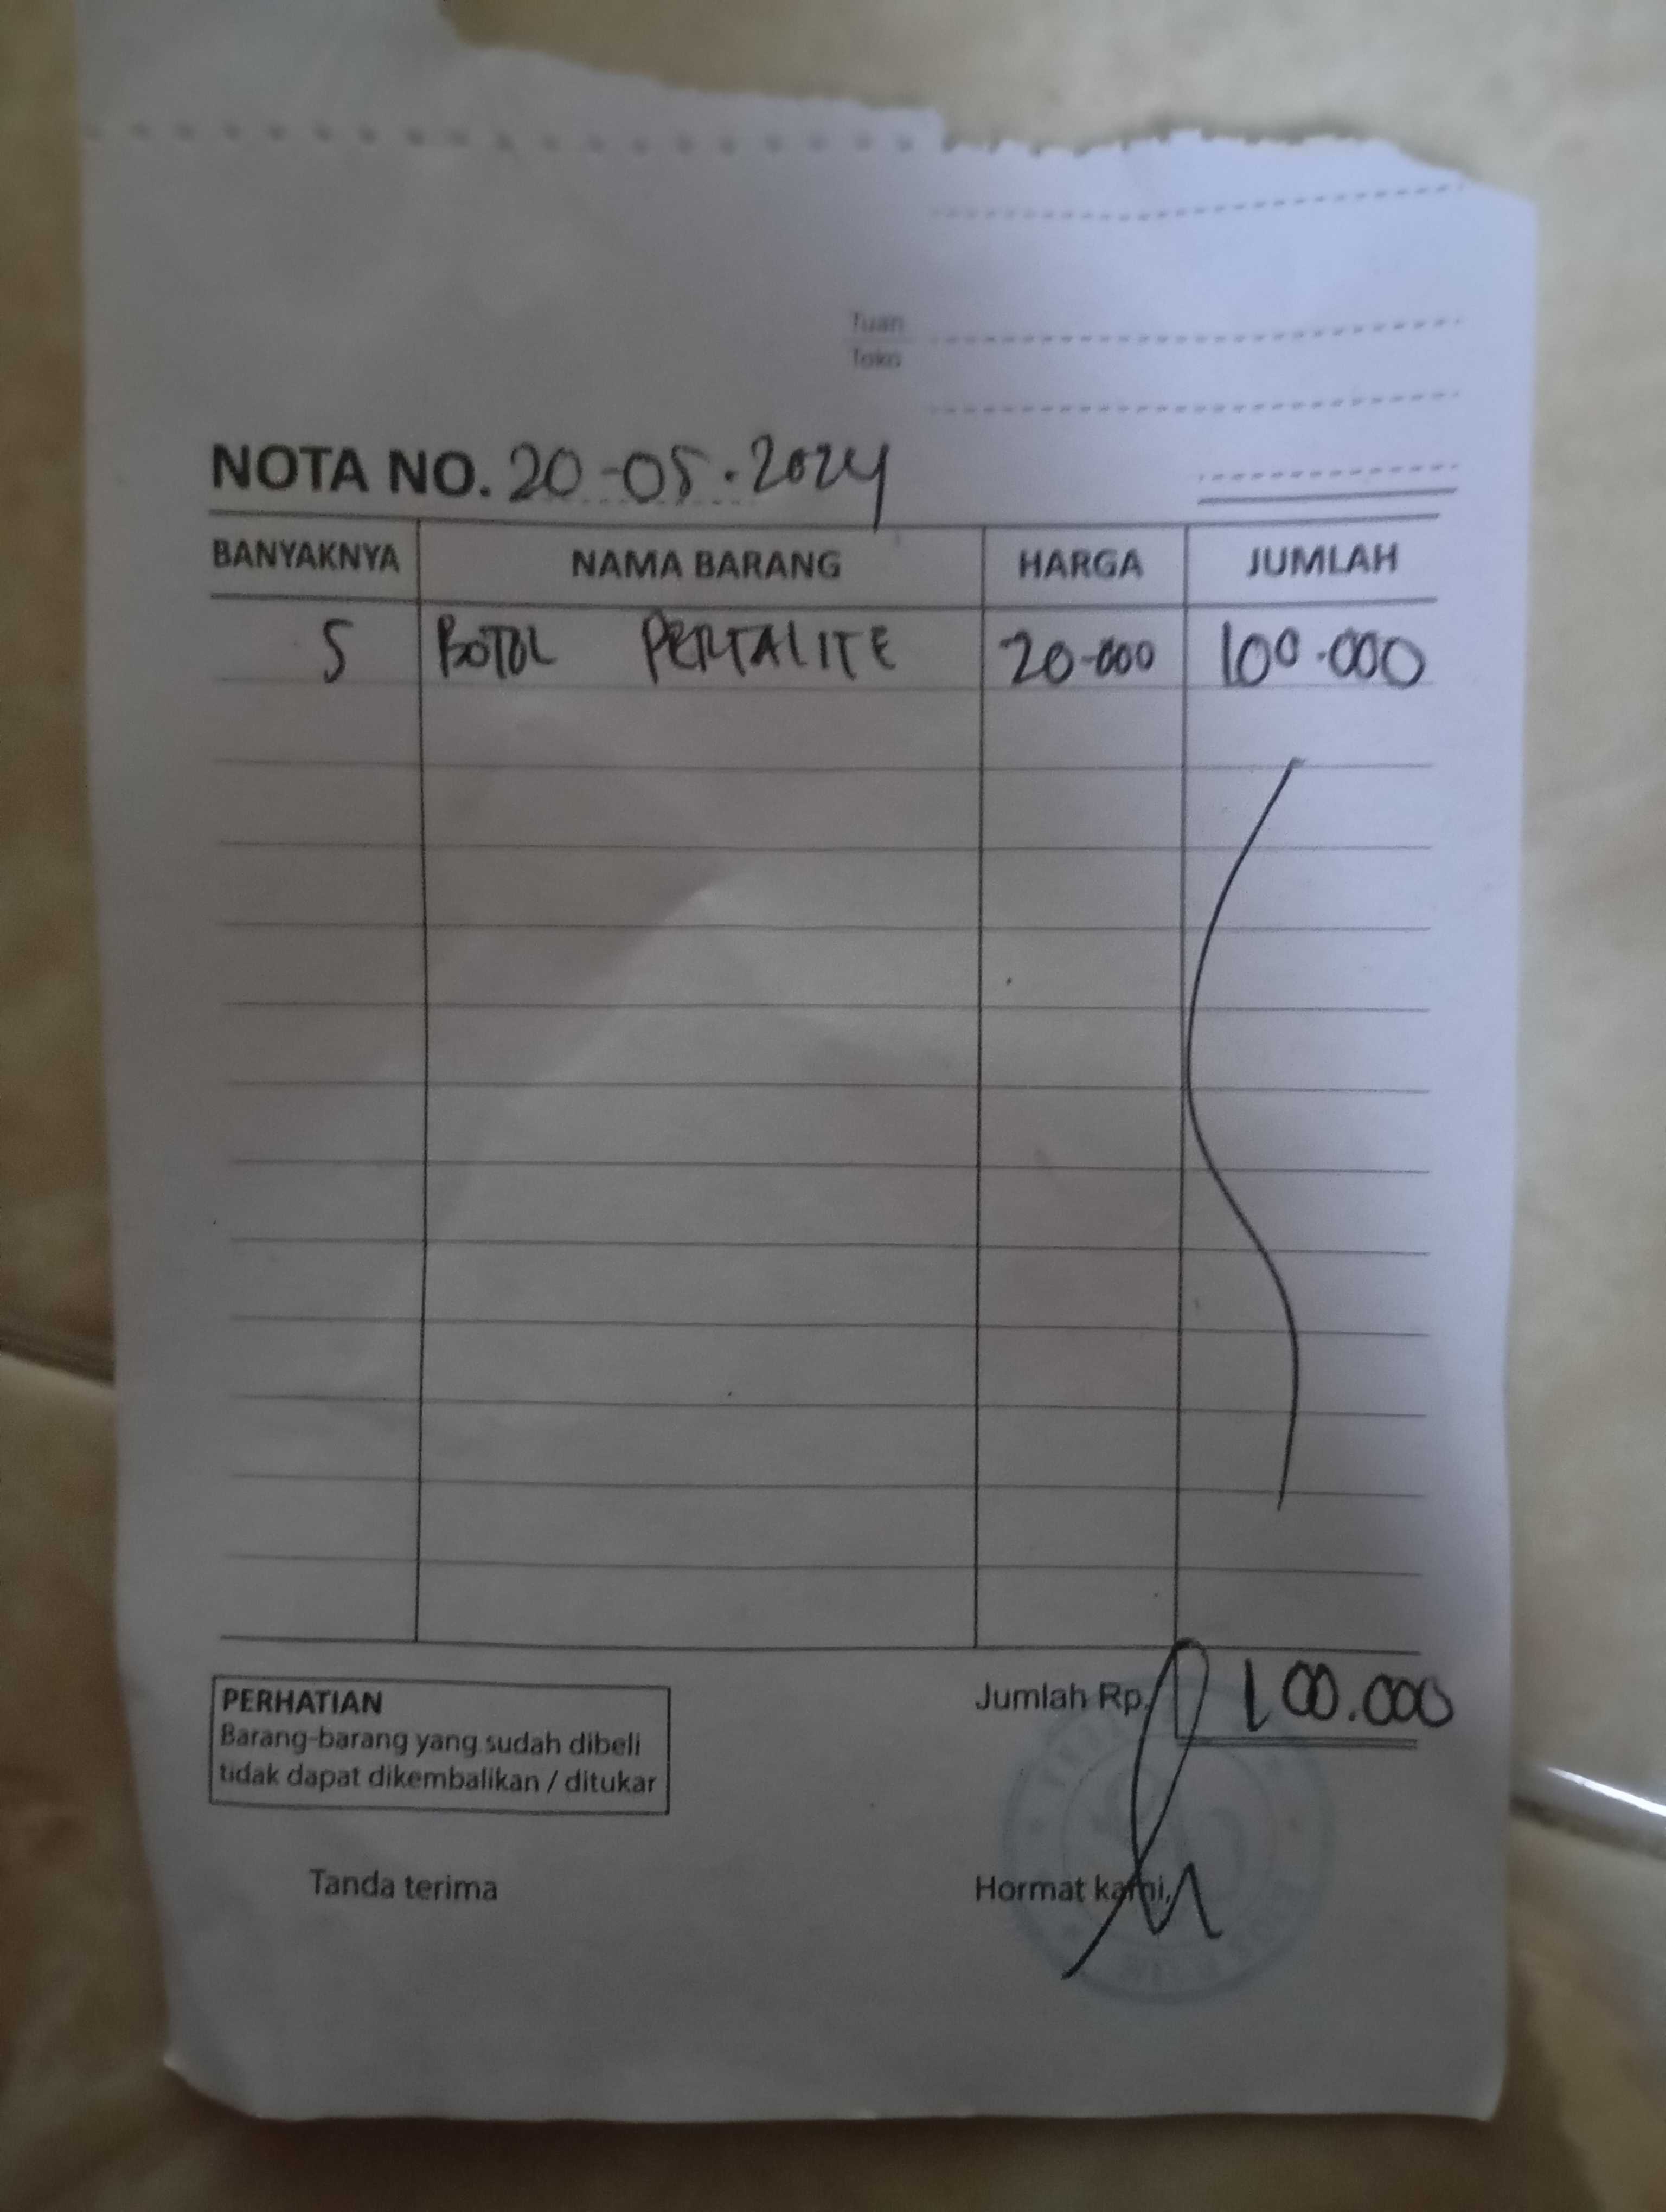 Tuan
Toko
NOTA NO. 20-05.2024
BANYAKNYA NAMA BARANG HARGA JUMLAH
5 BOTOL PERTALITE 20.000 100.000
Jumlah Rp. 100.000
PERHATIAN
Barang-barang yang sudah dibeli
tidak dapat dikembalikan / ditukar
Tanda terima Hormat kami,